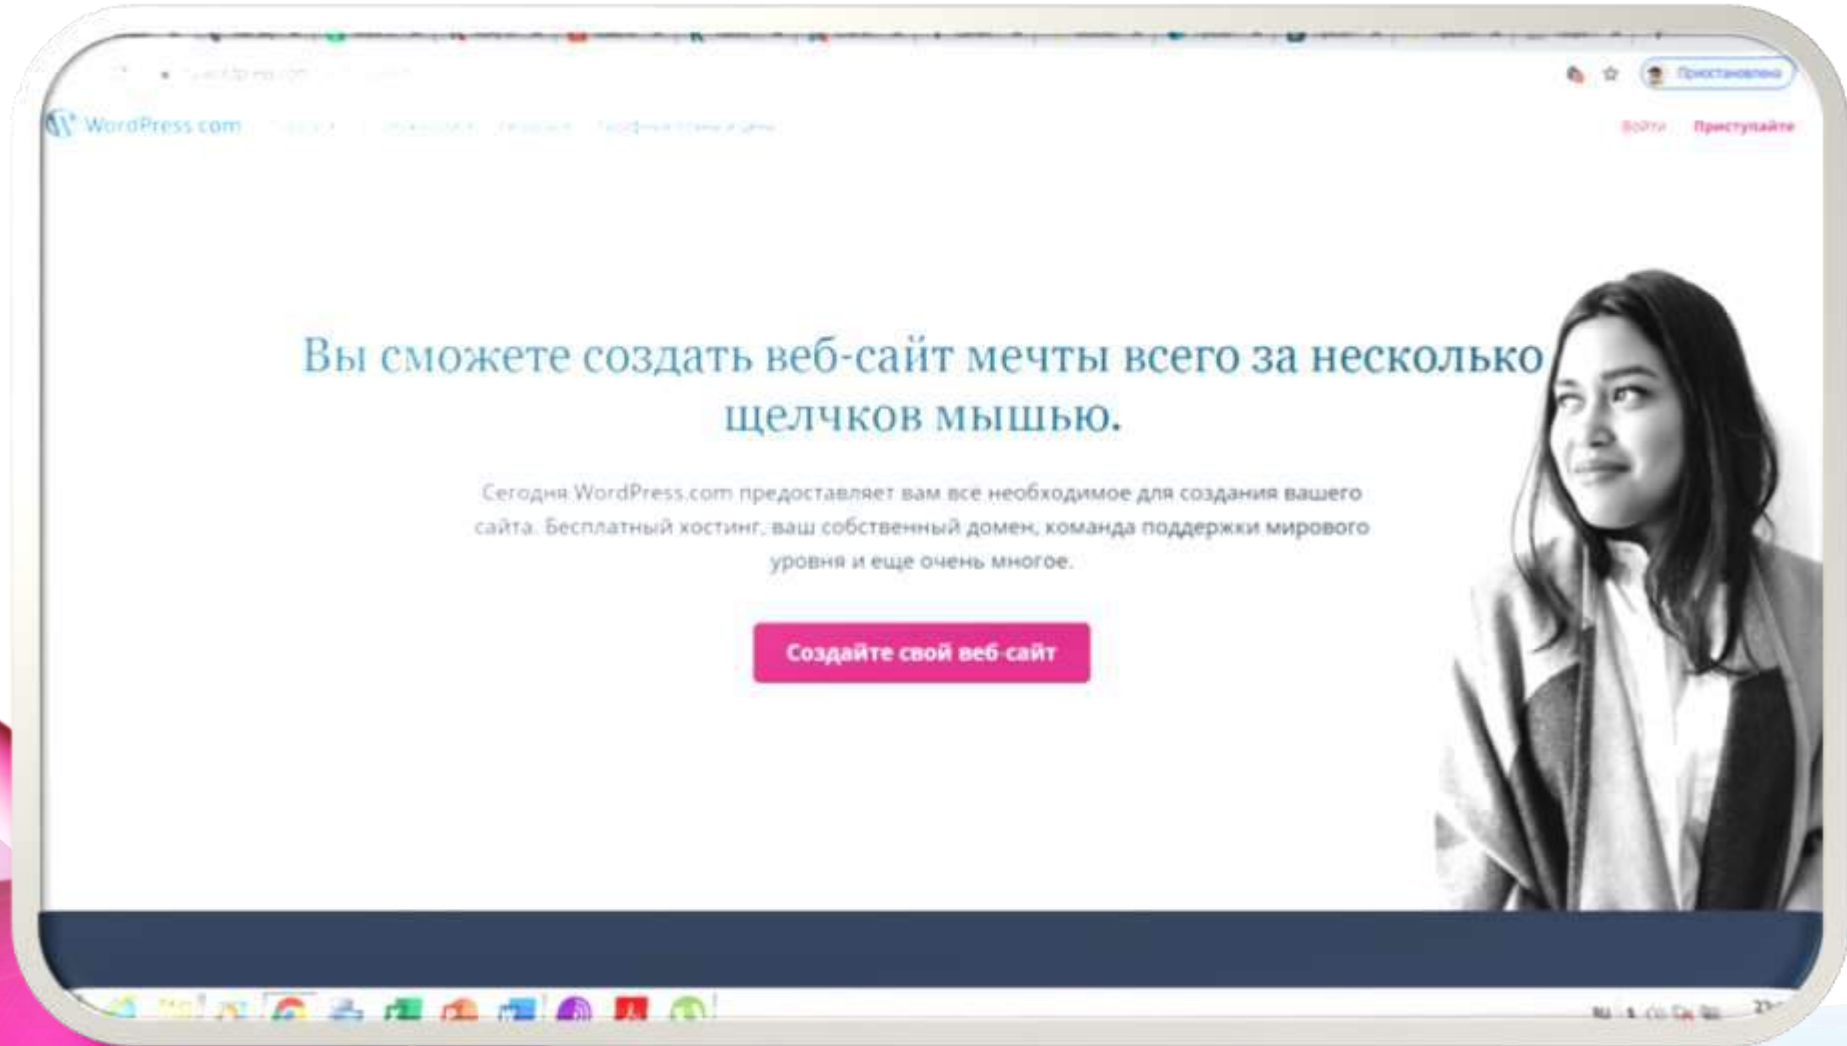 Приостановлена
WordPress.com
Войти Приступайте
Вы сможете создать веб-сайт мечты всего за несколько
щелчков мышью.
Сегодня WordPress.com предоставляет вам все необходимое для создания вашего
сайта. Бесплатный хостинг, ваш собственный домен, команда поддержки мирового
уровня и еще очень многое.
Создайте свой веб-сайт
RU